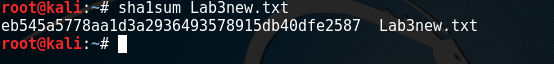 root@kali:~# sha1sum Lab3new.txt
eb545a5778aa1d3a2936493578915db40dfe2587  Lab3new.txt
root@kali:~#